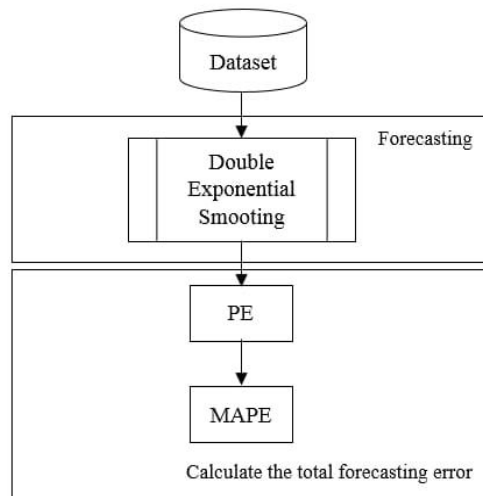 Dataset
Forecasting
Double
Exponential
Smooting
PE
MAPE
Calculate the total forecasting error